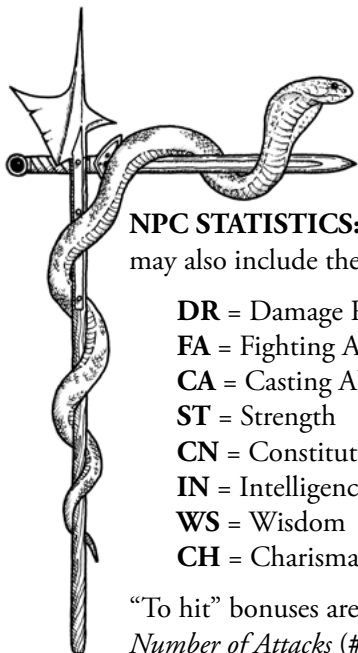 NPC STATISTICS:
may also include the
DR = Damage
FA = Fighting A
CA = Casting A
ST = Strength
CN = Constitut
IN = Intelligenc
WS = Wisdom
CH = Charisma
“To hit” bonuses are
Number of Attacks (#